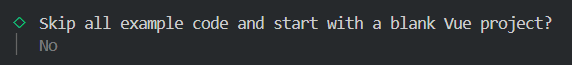 Skip all example code and start with a blank Vue project?
No